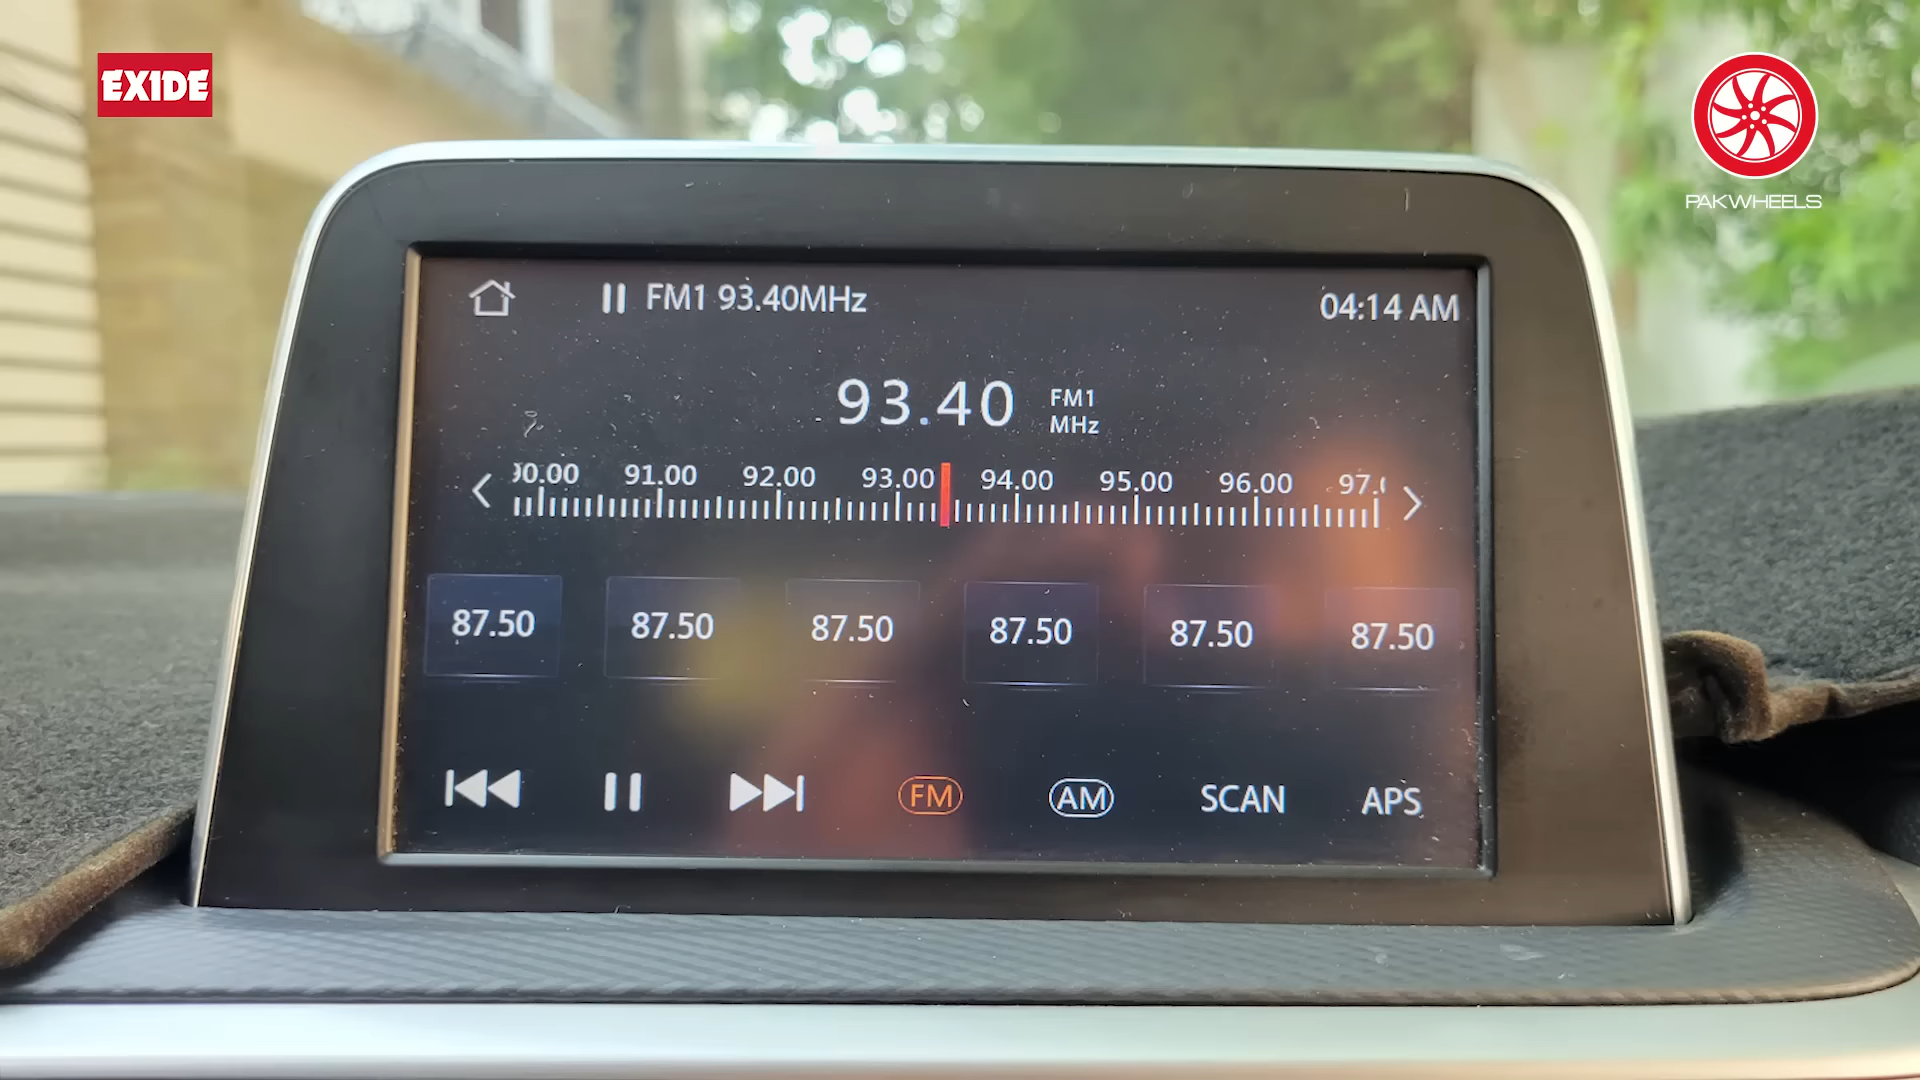 EXIDE
PAKWHEELS
FM1 93.40MHz
04:14 AM
93.40
FM1
MHz
90.00 91.00 92.00 93.00 94.00 95.00 96.00 97.0
87.50 87.50 87.50 87.50 87.50 87.50
FM AM SCAN APS